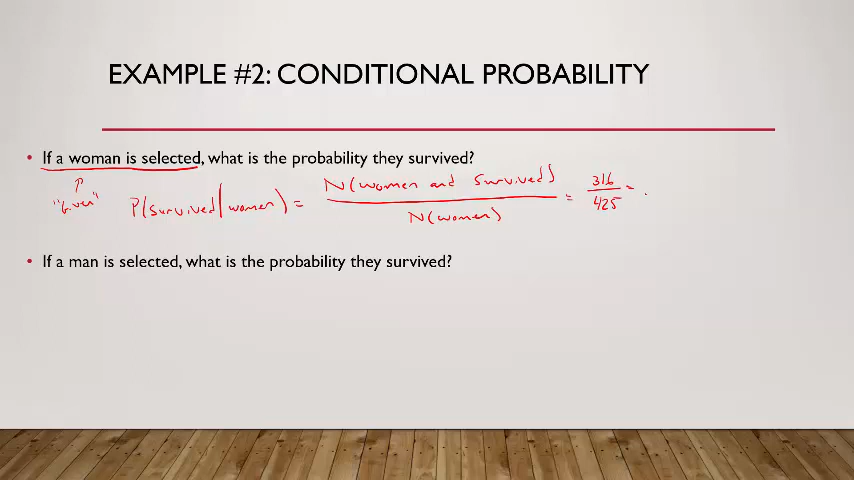 EXAMPLE #2: CONDITIONAL PROBABILITY
• If a woman is selected, what is the probability they survived?
"Given" P(survived|women) = N(women and survived) / N(women) = 316/425 = .
• If a man is selected, what is the probability they survived?